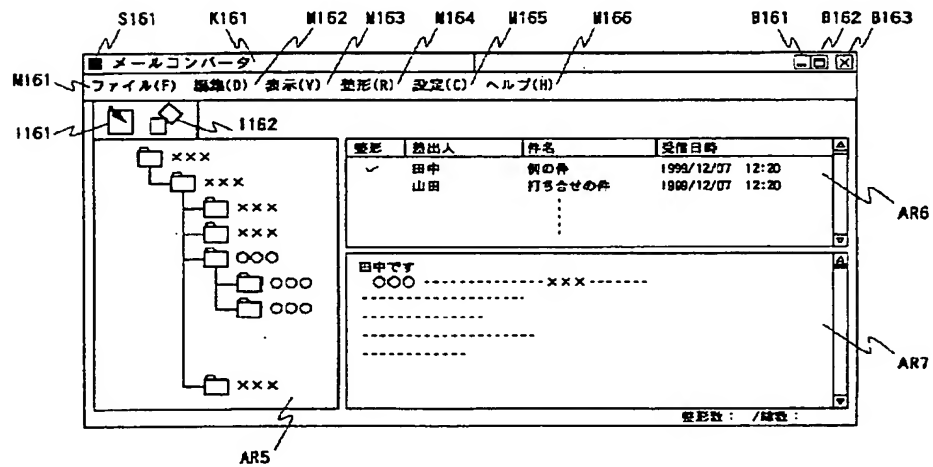 S161 K161 M162 M163 M164 M165 M166 B161 B162 B163
メールコンバータ
M161
ファイル(F) 編集(D) 表示(V) 整形(R) 設定(C) ヘルプ(H)
I161 I162
×××
×××
×××
×××
○○○
○○○
○○○
×××
整形 差出人 件名 受信日時
田中 例の件 1999/12/07 12:20
山田 打ち合せの件 1999/12/07 12:20
AR6
田中です
○○○ ×××
AR7
整形数: /総数:
AR5